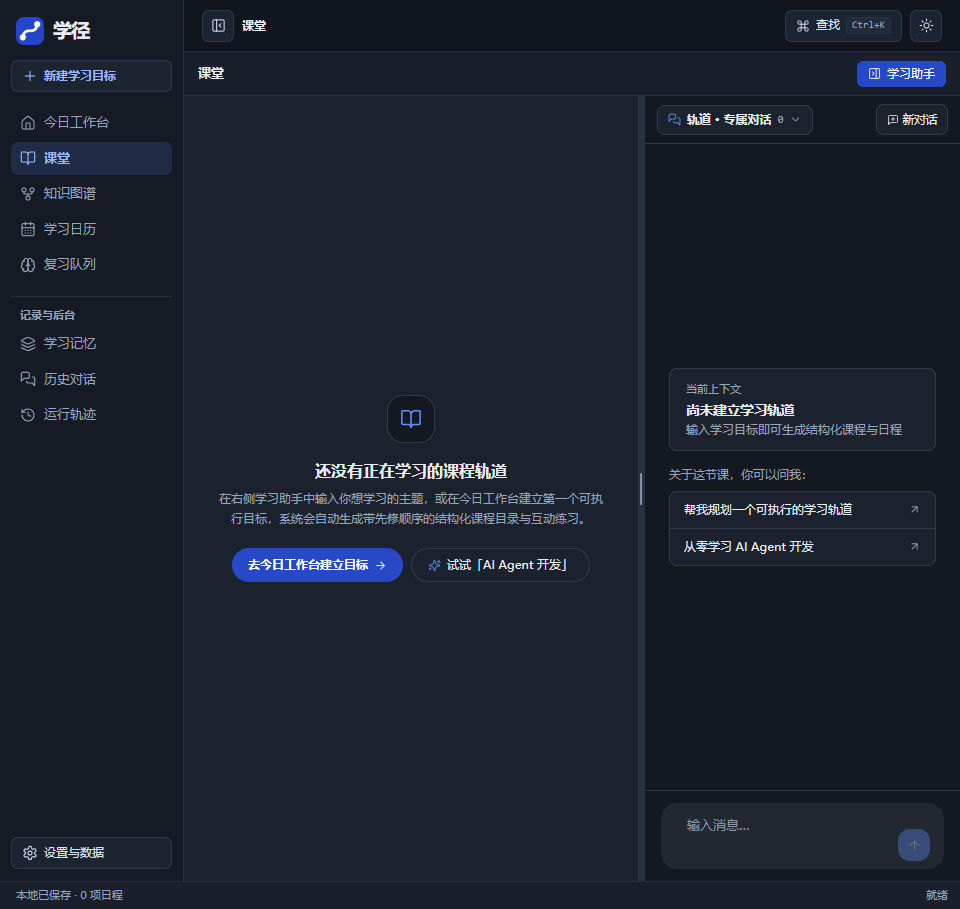 学径
新建学习目标
今日工作台
课堂
知识图谱
学习日历
复习队列
记录与后台
学习记忆
历史对话
运行轨迹
设置与数据
课堂
查找 Ctrl+K
课堂
学习助手
还没有正在学习的课程轨道
在右侧学习助手中输入你想学习的主题，或在今日工作台建立第一个可执
行目标，系统会自动生成带先修顺序的结构化课程目录与互动练习。
去今日工作台建立目标 →
试试「AI Agent 开发」
轨道 · 专属对话 0
新对话
当前上下文
尚未建立学习轨道
输入学习目标即可生成结构化课程与日程
关于这节课，你可以问我：
帮我规划一个可执行的学习轨道
从零学习 AI Agent 开发
输入消息...
本地已保存 · 0 项日程
就绪